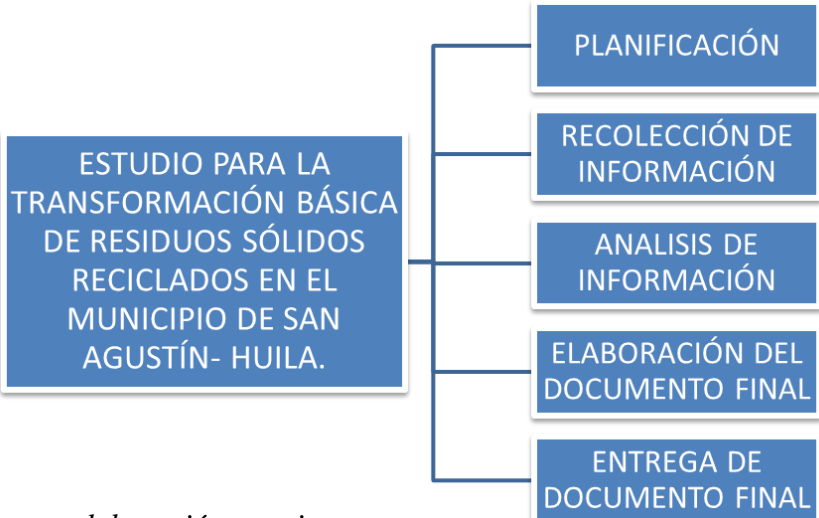 ESTUDIO PARA LA
TRANSFORMACIÓN BÁSICA
DE RESIDUOS SÓLIDOS
RECICLADOS EN EL
MUNICIPIO DE SAN
AGUSTÍN- HUILA.
PLANIFICACIÓN
RECOLECCIÓN DE
INFORMACIÓN
ANALISIS DE
INFORMACIÓN
ELABORACIÓN DEL
DOCUMENTO FINAL
ENTREGA DE
DOCUMENTO FINAL